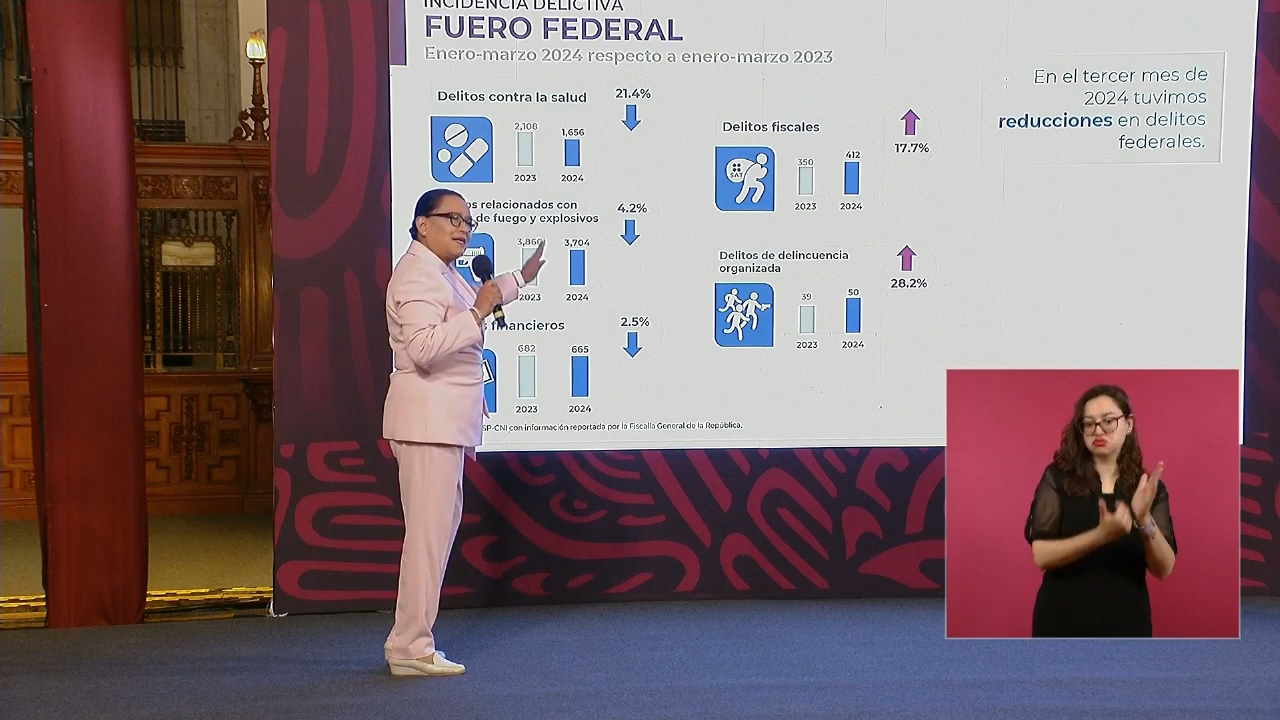 INCIDENCIA DELICTIVA
FUERO FEDERAL
Enero-marzo 2024 respecto a enero-marzo 2023
En el tercer mes de
2024 tuvimos
reducciones en delitos
federales.
Delitos contra la salud
21.4%
2,108
1,656
2023
2024
os relacionados con
de fuego y explosivos
4.2%
3,704
2023
2024
financieros
2.5%
682
665
2023
2024
Delitos fiscales
17.7%
SAT
350
412
2023
2024
Delitos de delincuencia
organizada
28.2%
39
50
2023
2024
SP-CNI con información reportada por la Fiscalía General de la República.